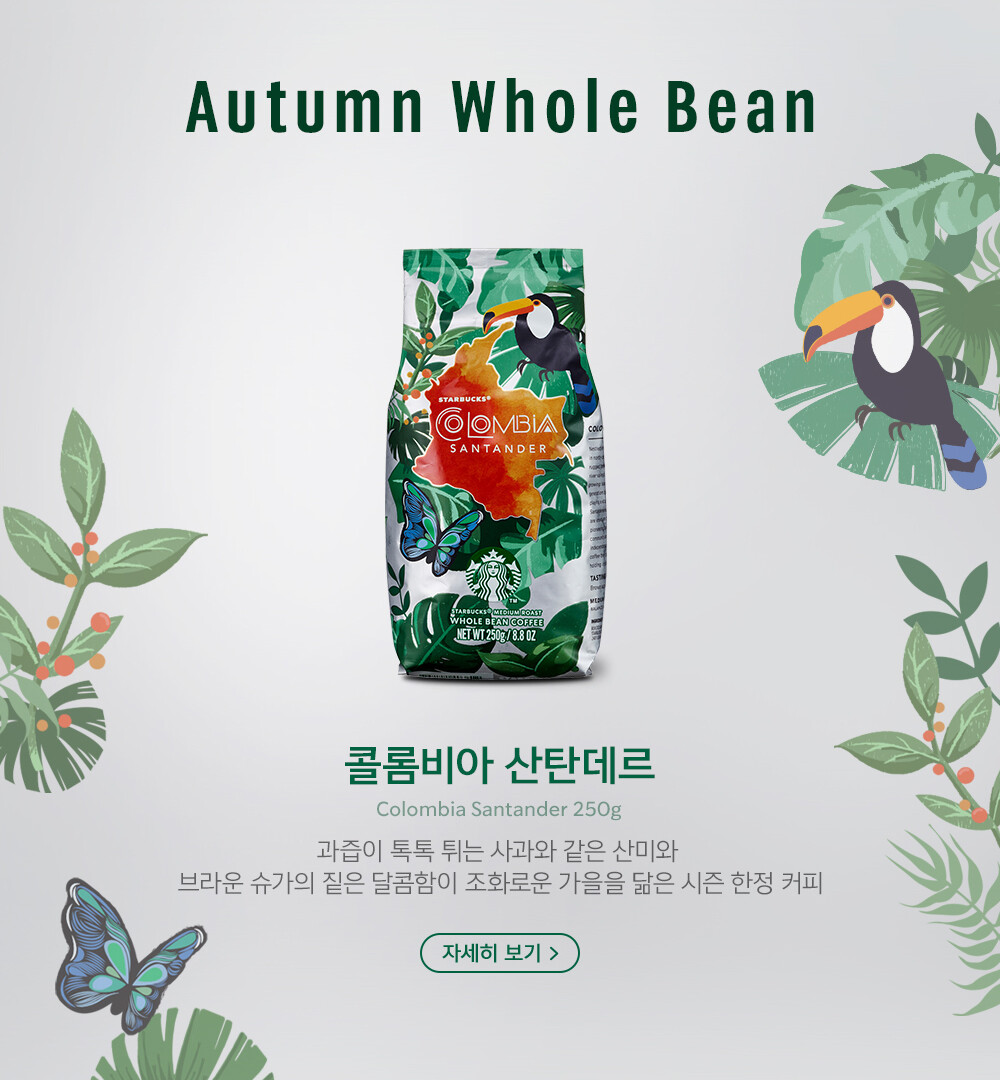 Autumn Whole Bean
STARBUCKS®
COLOMBIA
SANTANDER
STARBUCKS® MEDIUM ROAST
WHOLE BEAN COFFEE
NET WT 250g / 8.8 OZ
콜롬비아 산탄데르
Colombia Santander 250g
과즙이 톡톡 튀는 사과와 같은 산미와
브라운 슈가의 짙은 달콤함이 조화로운 가을을 닮은 시즌 한정 커피
자세히 보기 >